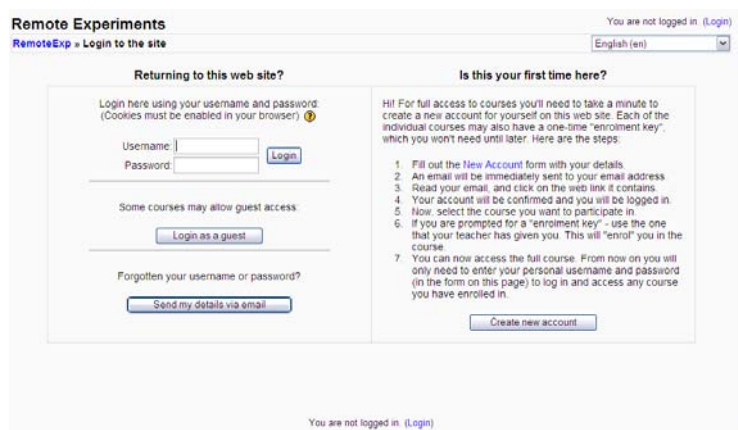 Remote Experiments
You are not logged in. (Login)
RemoteExp » Login to the site
English (en)
Returning to this web site?
Login here using your username and password:
(Cookies must be enabled in your browser) ?
Username:
Password:
Login
Some courses may allow guest access:
Login as a guest
Forgotten your username or password?
Send my details via email
Is this your first time here?
Hi! For full access to courses you'll need to take a minute to
create a new account for yourself on this web site. Each of the
individual courses may also have a one-time "enrolment key",
which you won't need until later. Here are the steps:
1. Fill out the New Account form with your details.
2. An email will be immediately sent to your email address.
3. Read your email, and click on the web link it contains.
4. Your account will be confirmed and you will be logged in.
5. Now, select the course you want to participate in.
6. If you are prompted for a "enrolment key" - use the one
that your teacher has given you. This will "enrol" you in the
course.
7. You can now access the full course. From now on you will
only need to enter your personal username and password
(in the form on this page) to log in and access any course
you have enrolled in.
Create new account
You are not logged in. (Login)